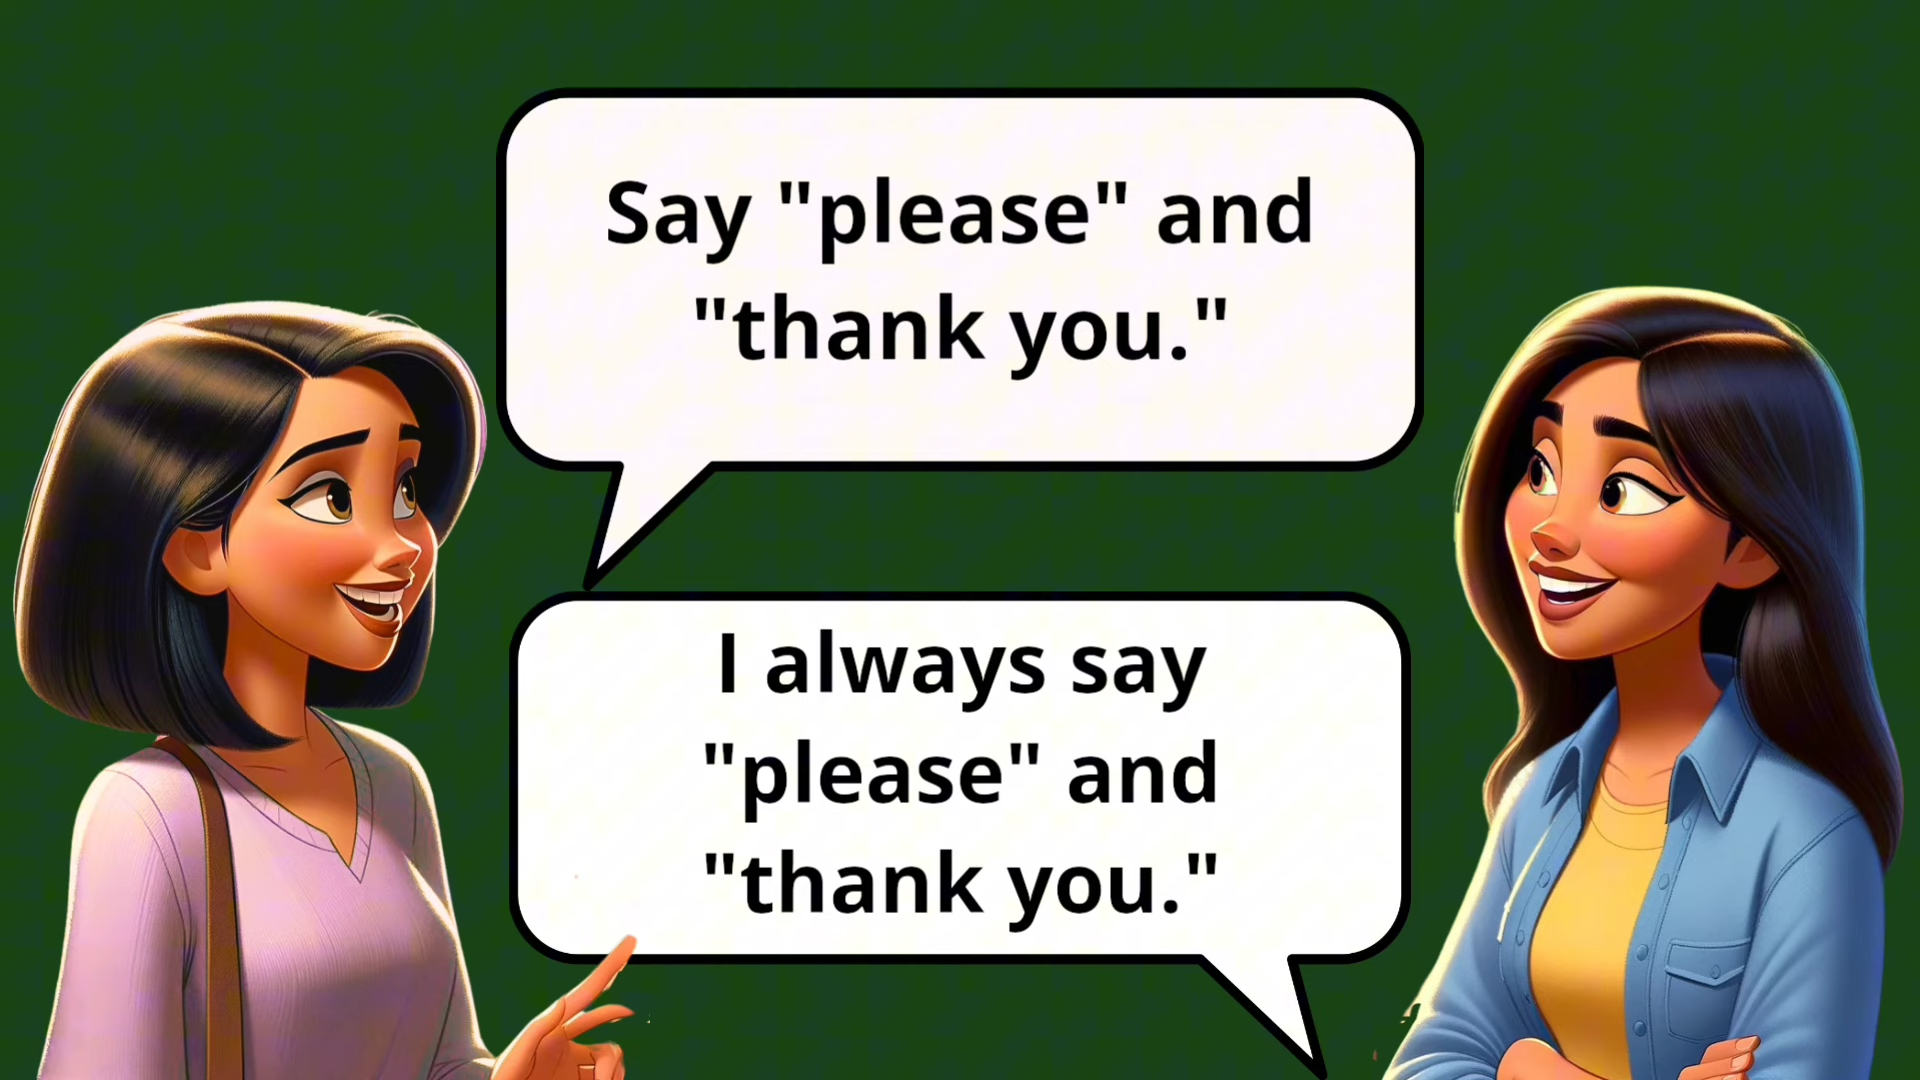 Say "please" and
"thank you."
I always say
"please" and
"thank you."